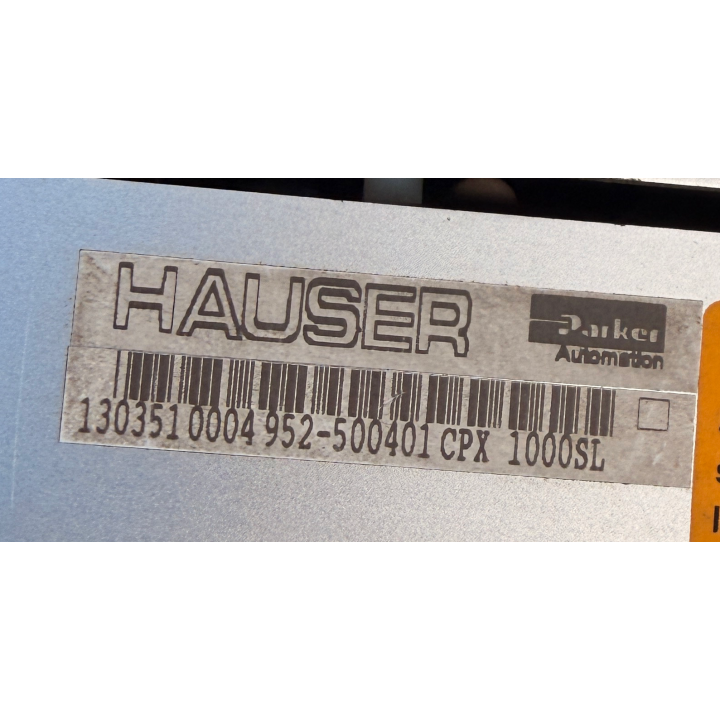 HAUSER
Parker
Automation
1303510004 952-500401 CPX 1000SL